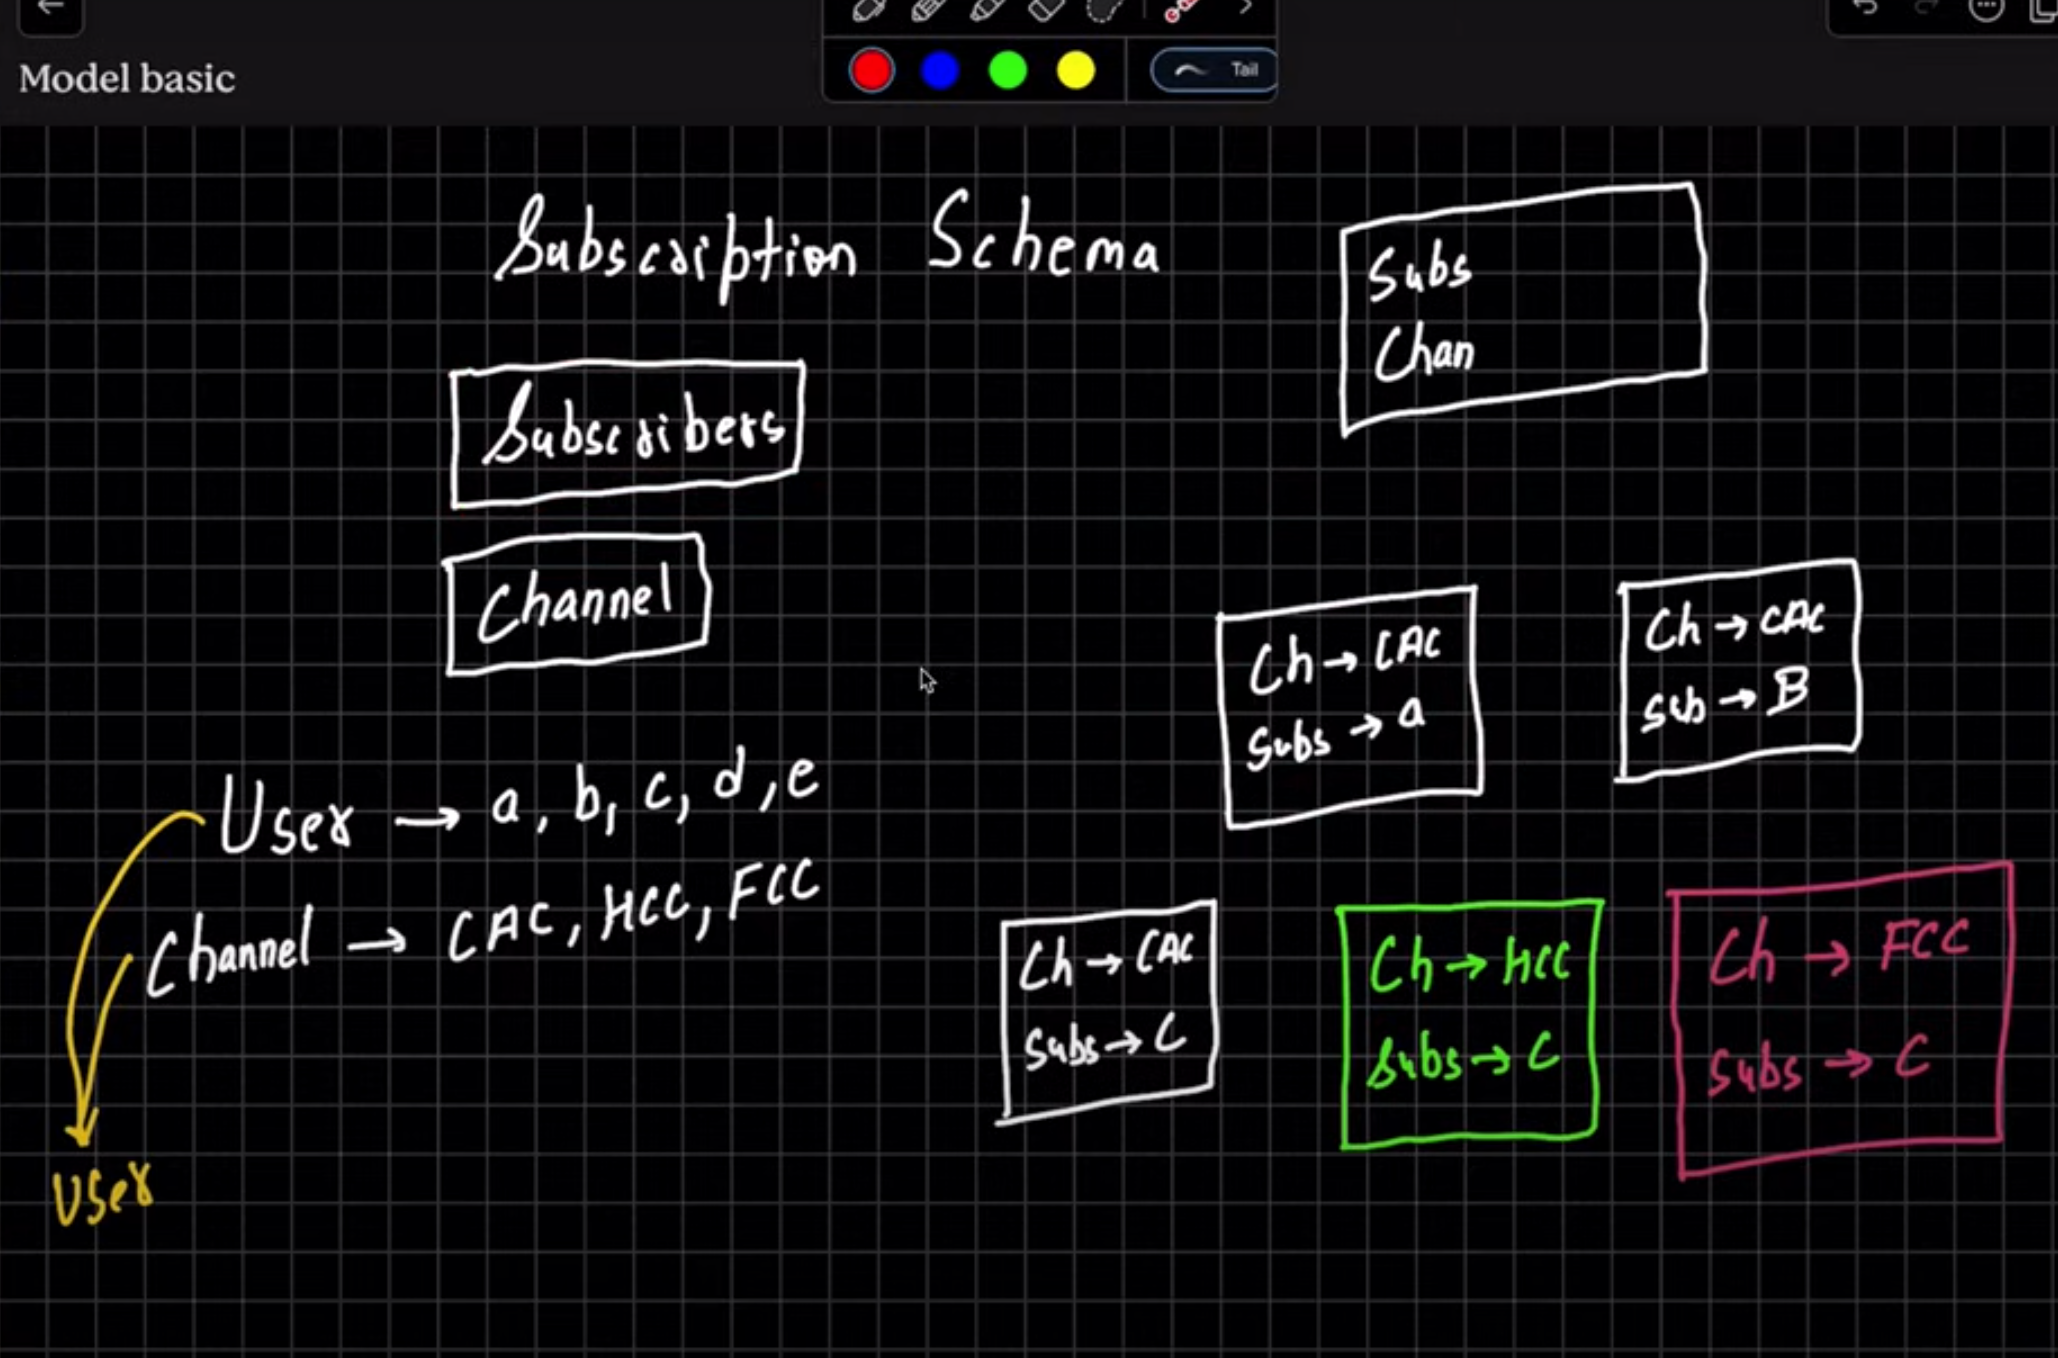 Model basic
Tail
Subscription Schema
Subs
Chan
Subscribers
Channel
Ch → CAC
Subs → a
Ch → CAC
Sub → B
User → a, b, c, d, e
Channel → CAC, HCC, FCC
Ch → CAC
Subs → C
Ch → HCC
Subs → C
Ch → FCC
Subs → C
User